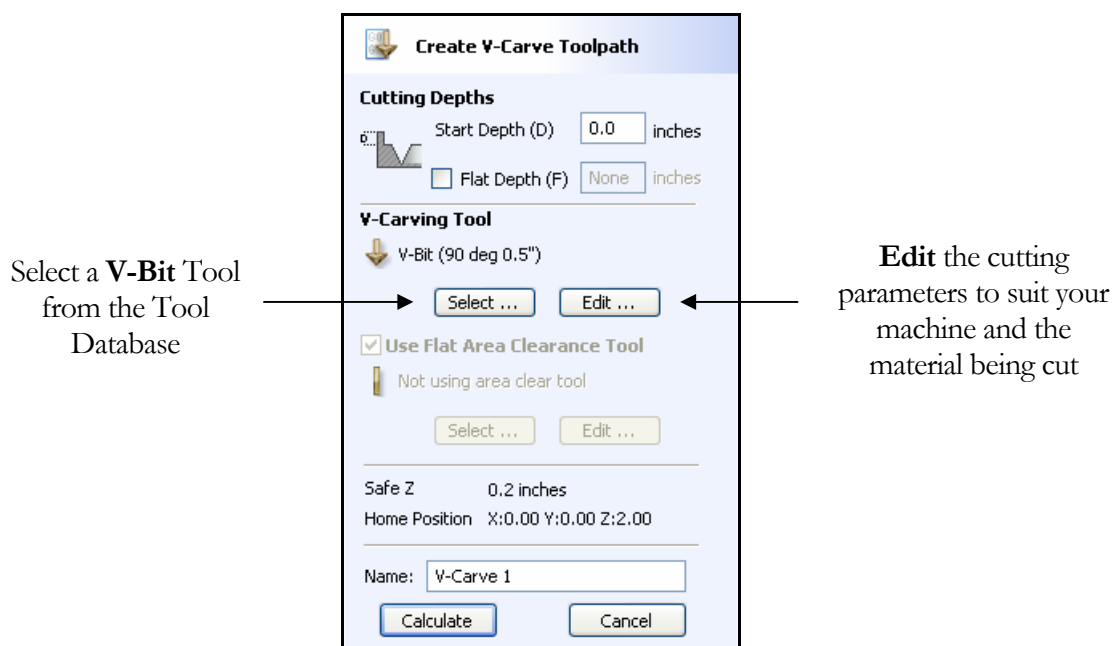 Create V-Carve Toolpath
Cutting Depths
D
Start Depth (D) 0.0 inches
Flat Depth (F) None inches
V-Carving Tool
V-Bit (90 deg 0.5")
Select ... Edit ...
Use Flat Area Clearance Tool
Not using area clear tool
Select ... Edit ...
Safe Z 0.2 inches
Home Position X:0.00 Y:0.00 Z:2.00
Name: V-Carve 1
Calculate Cancel
Select a V-Bit Tool
from the Tool
Database
Edit the cutting
parameters to suit your
machine and the
material being cut